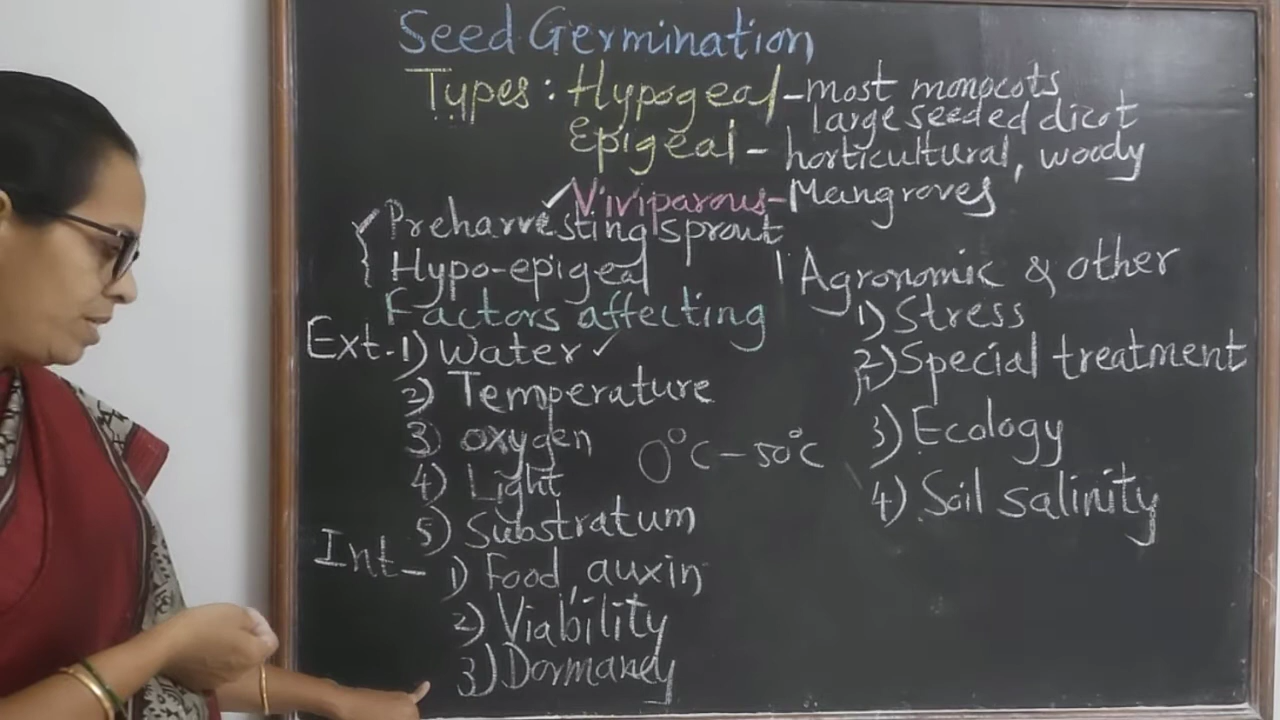 Seed Germination
Types: Hypogeal - most monocots
large seeded dicot
Epigeal - horticultural, woody
✓ Viviparous - Mangroves
✓ Preharvesting sprout
Hypo-epigeal
Factors affecting
Ext. 1) Water ✓
2) Temperature
3) oxygen 0°C - 50°C
4) Light
5) Substratum
Int - 1) Food, auxin
2) Viability
3) Dormancy
Agronomic & other
1) Stress
2) Special treatment
3) Ecology
4) Soil salinity